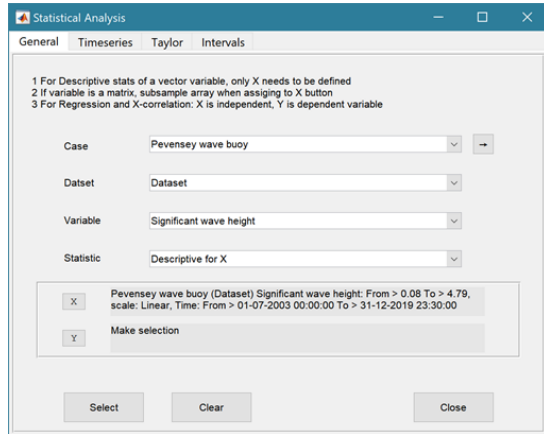 Statistical Analysis
General Timeseries Taylor Intervals
1 For Descriptive stats of a vector variable, only X needs to be defined
2 If variable is a matrix, subsample array when assiging to X button
3 For Regression and X-correlation: X is independent, Y is dependent variable
Case Pevensey wave buoy →
Datset Dataset
Variable Significant wave height
Statistic Descriptive for X
X Pevensey wave buoy (Dataset) Significant wave height: From > 0.08 To > 4.79,
scale: Linear, Time: From > 01-07-2003 00:00:00 To > 31-12-2019 23:30:00
Y Make selection
Select Clear Close